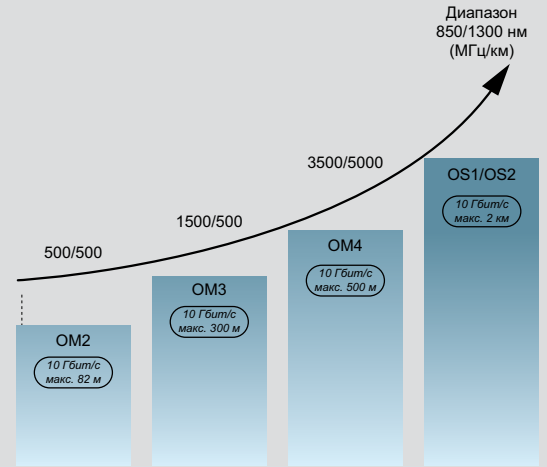 Диапазон
850/1300 нм
(МГц/км)
3500/5000
1500/500
500/500
OS1/OS2
10 Гбит/с
макс. 2 км
OM4
10 Гбит/с
макс. 500 м
OM3
10 Гбит/с
макс. 300 м
OM2
10 Гбит/с
макс. 82 м